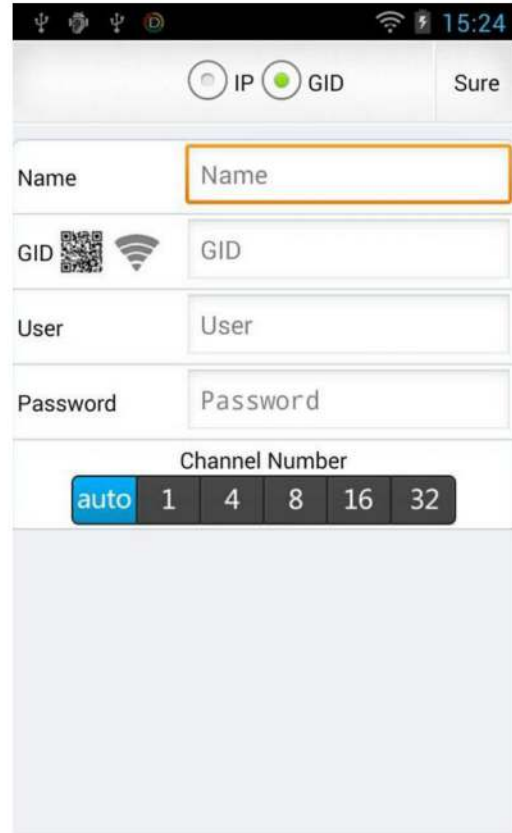 15:24
IP GID Sure
Name Name
GID GID
User User
Password Password
Channel Number
auto 1 4 8 16 32